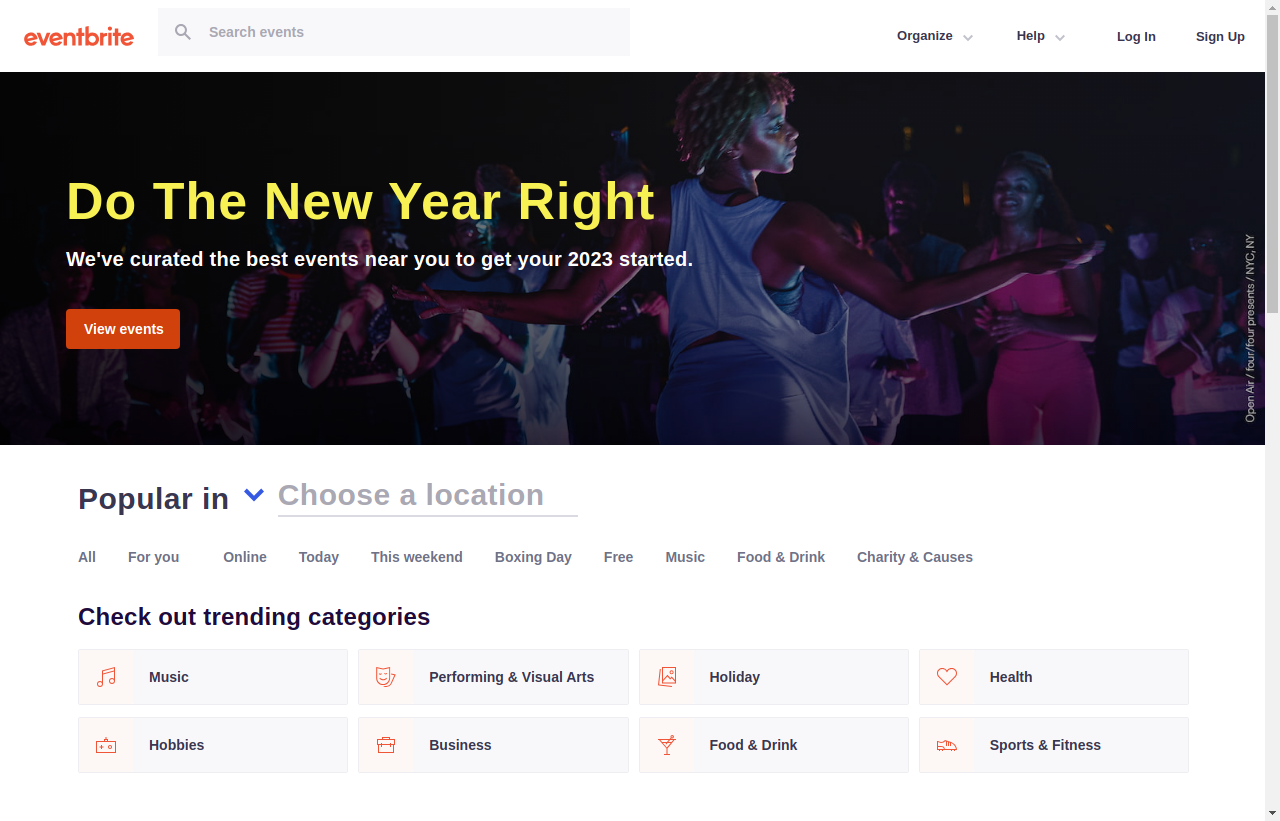 eventbrite
Search events
Organize
Help
Log In
Sign Up
Do The New Year Right
We've curated the best events near you to get your 2023 started.
View events
Open Air / four/four presents / NYC, NY
Popular in
Choose a location
All
For you
Online
Today
This weekend
Boxing Day
Free
Music
Food & Drink
Charity & Causes
Check out trending categories
Music
Performing & Visual Arts
Holiday
Health
Hobbies
Business
Food & Drink
Sports & Fitness